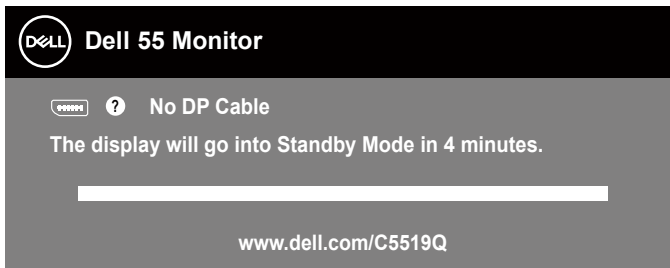 DELL Dell 55 Monitor
? No DP Cable
The display will go into Standby Mode in 4 minutes.
www.dell.com/C5519Q